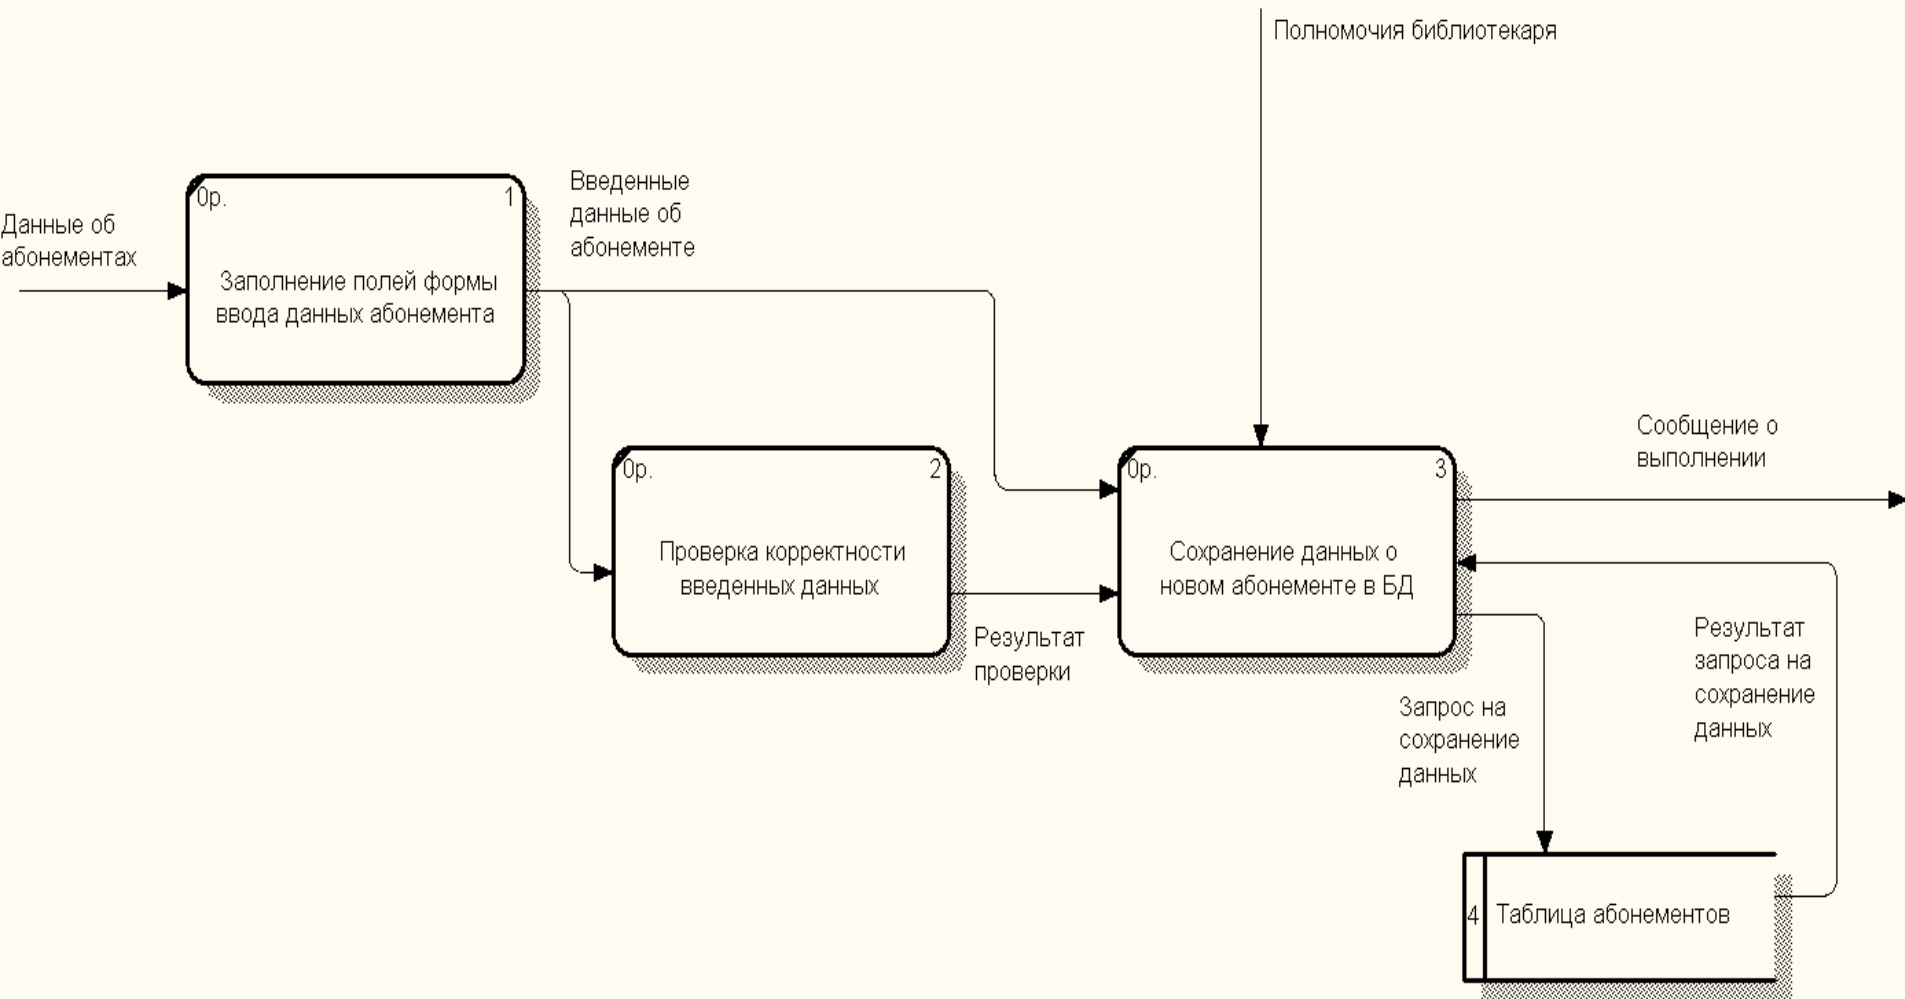 Полномочия библиотекаря
Данные об
абонементах
0р.
1
Заполнение полей формы
ввода данных абонемента
Введенные
данные об
абонементе
0р.
2
Проверка корректности
введенных данных
Результат
проверки
0р.
3
Сохранение данных о
новом абонементе в БД
Сообщение о
выполнении
Запрос на
сохранение
данных
Результат
запроса на
сохранение
данных
4
Таблица абонементов